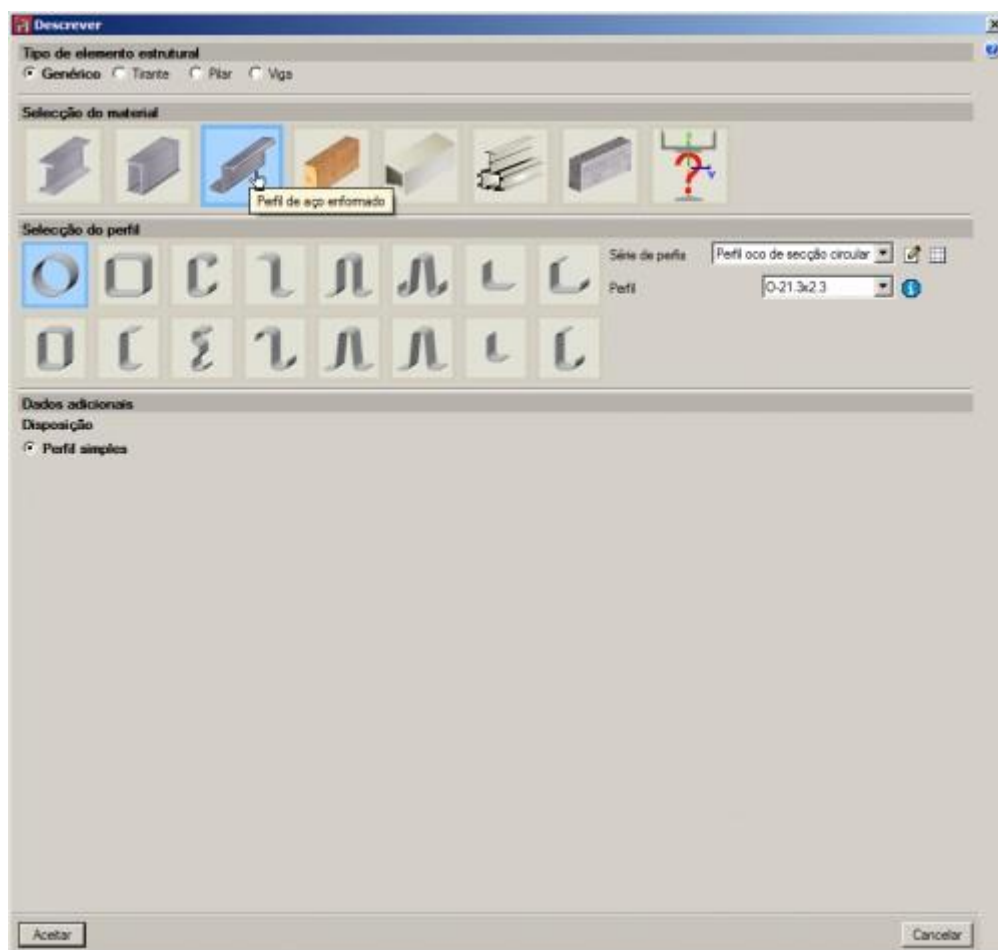 Descrever
Tipo de elemento estrutural
Genérico Tirante Pilar Viga
Selecção do material
Perfil de aço enformado
Selecção do perfil
Série de perfis Perfil oco de secção circular
Perfil O-21.3x2.3
Dados adicionais
Disposição
Perfil simples
Aceitar Cancelar